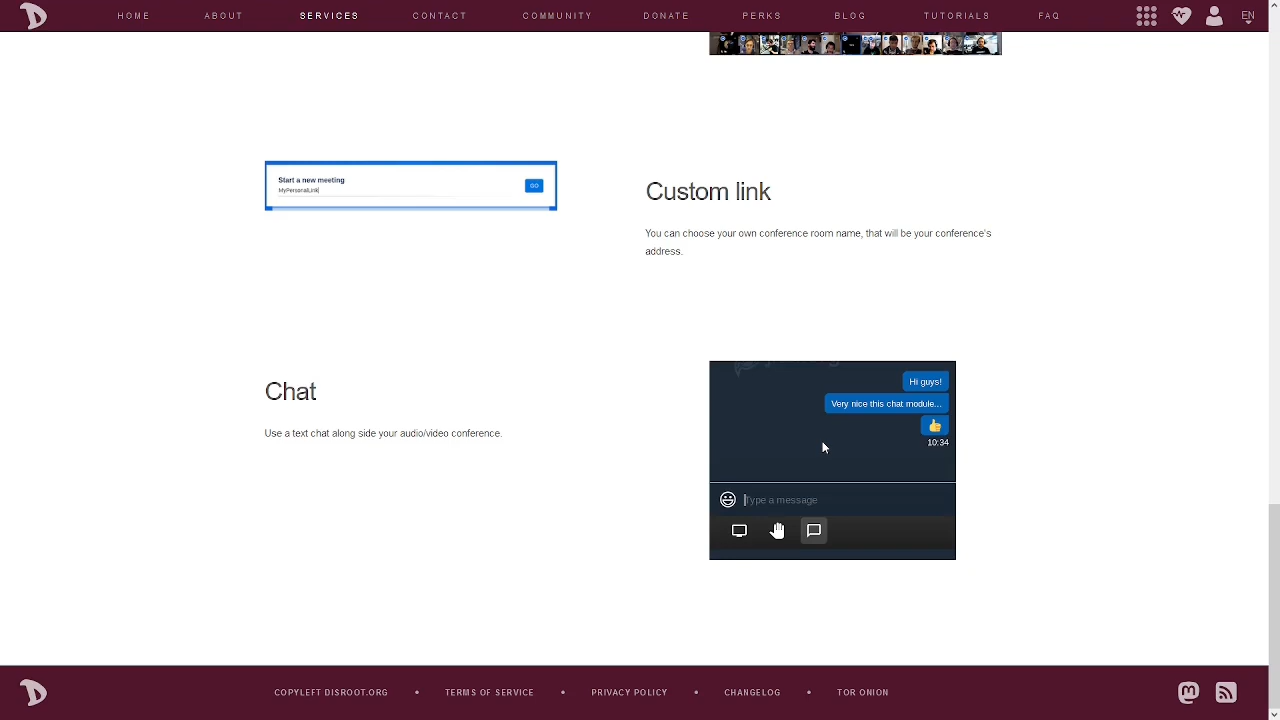 HOME ABOUT SERVICES CONTACT COMMUNITY DONATE PERKS BLOG TUTORIALS FAQ EN
Start a new meeting
MyPersonalLink
GO
Custom link
You can choose your own conference room name, that will be your conference's
address.
Chat
Use a text chat along side your audio/video conference.
Hi guys!
Very nice this chat module...
10:34
Type a message
COPYLEFT DISROOT.ORG • TERMS OF SERVICE • PRIVACY POLICY • CHANGELOG • TOR ONION